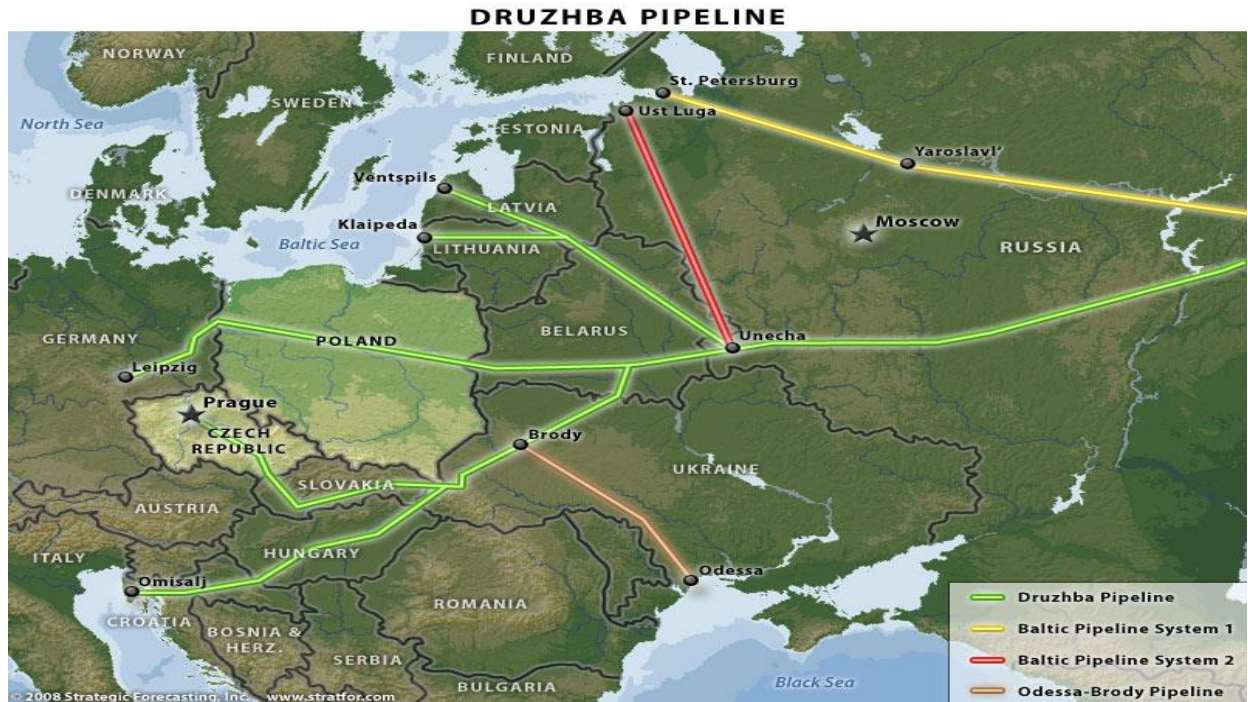 DRUZHBA PIPELINE
NORWAY
FINLAND
St. Petersburg
SWEDEN
Ust Luga
North Sea
ESTONIA
Yaroslavl'
Ventspils
DENMARK
LATVIA
Klaipeda
Moscow
Baltic Sea
LITHUANIA
RUSSIA
GERMANY
POLAND
BELARUS
Unecha
Leipzig
Prague
CZECH
REPUBLIC
Brody
UKRAINE
SLOVAKIA
AUSTRIA
HUNGARY
ITALY
Omisalj
Odessa
CROATIA
ROMANIA
Druzhba Pipeline
BOSNIA &
HERZ.
Baltic Pipeline System 1
SERBIA
Baltic Pipeline System 2
BULGARIA
Black Sea
Odessa-Brody Pipeline
© 2008 Strategic Forecasting, Inc. www.stratfor.com